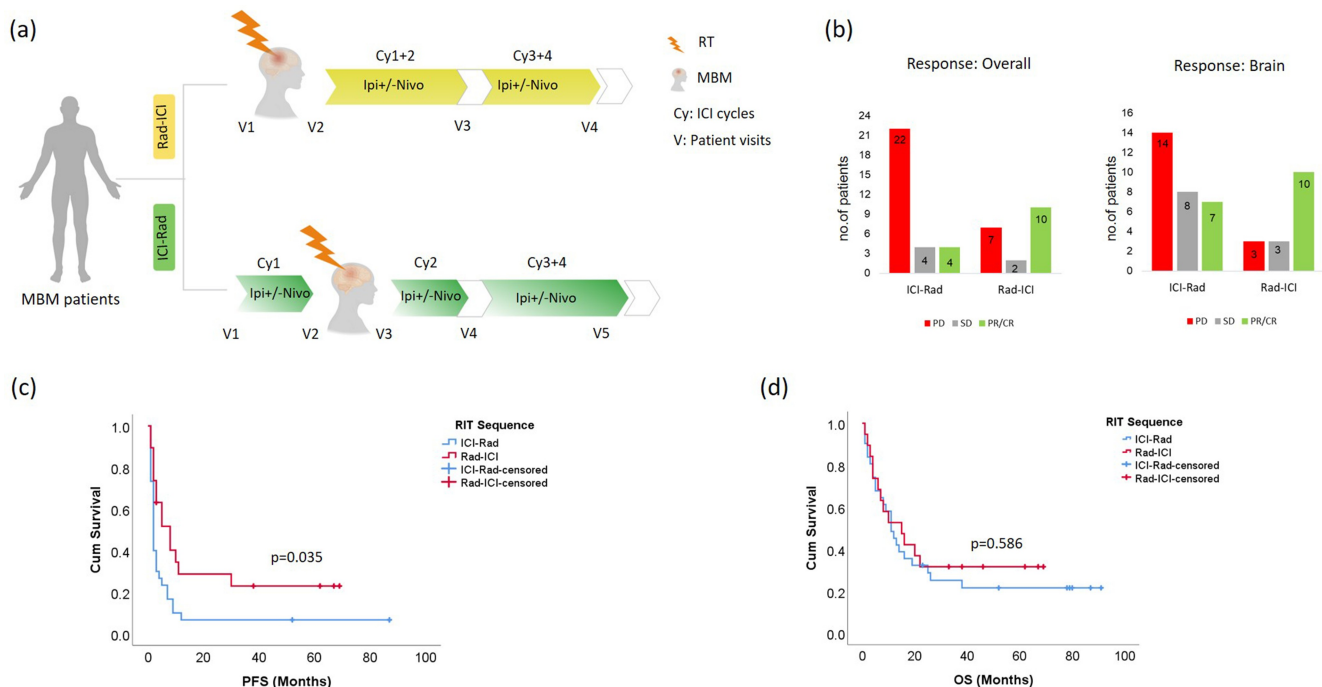 (a)
Rad-ICI
ICI-Rad
MBM patients
Cy1+2
Cy3+4
Ipi+/-Nivo
Ipi+/-Nivo
V1
V2
V3
V4
RT
MBM
Cy: ICI cycles
V: Patient visits
Cy1
Cy2
Cy3+4
Ipi+/-Nivo
Ipi+/-Nivo
Ipi+/-Nivo
V1
V2
V3
V4
V5
(b)
Response: Overall
no.of patients
24
21
18
15
12
9
6
3
0
22
4
4
7
2
10
ICI-Rad
Rad-ICI
PD SD PR/CR
Response: Brain
no.of patients
16
14
12
10
8
6
4
2
0
14
8
7
3
3
10
ICI-Rad
Rad-ICI
PD SD PR/CR
(c)
Cum Survival
1.0
0.8
0.6
0.4
0.2
0.0
p=0.035
0 20 40 60 80 100
PFS (Months)
RIT Sequence
ICI-Rad
Rad-ICI
ICI-Rad-censored
Rad-ICI-censored
(d)
Cum Survival
1.0
0.8
0.6
0.4
0.2
0.0
p=0.586
0 20 40 60 80 100
OS (Months)
RIT Sequence
ICI-Rad
Rad-ICI
ICI-Rad-censored
Rad-ICI-censored